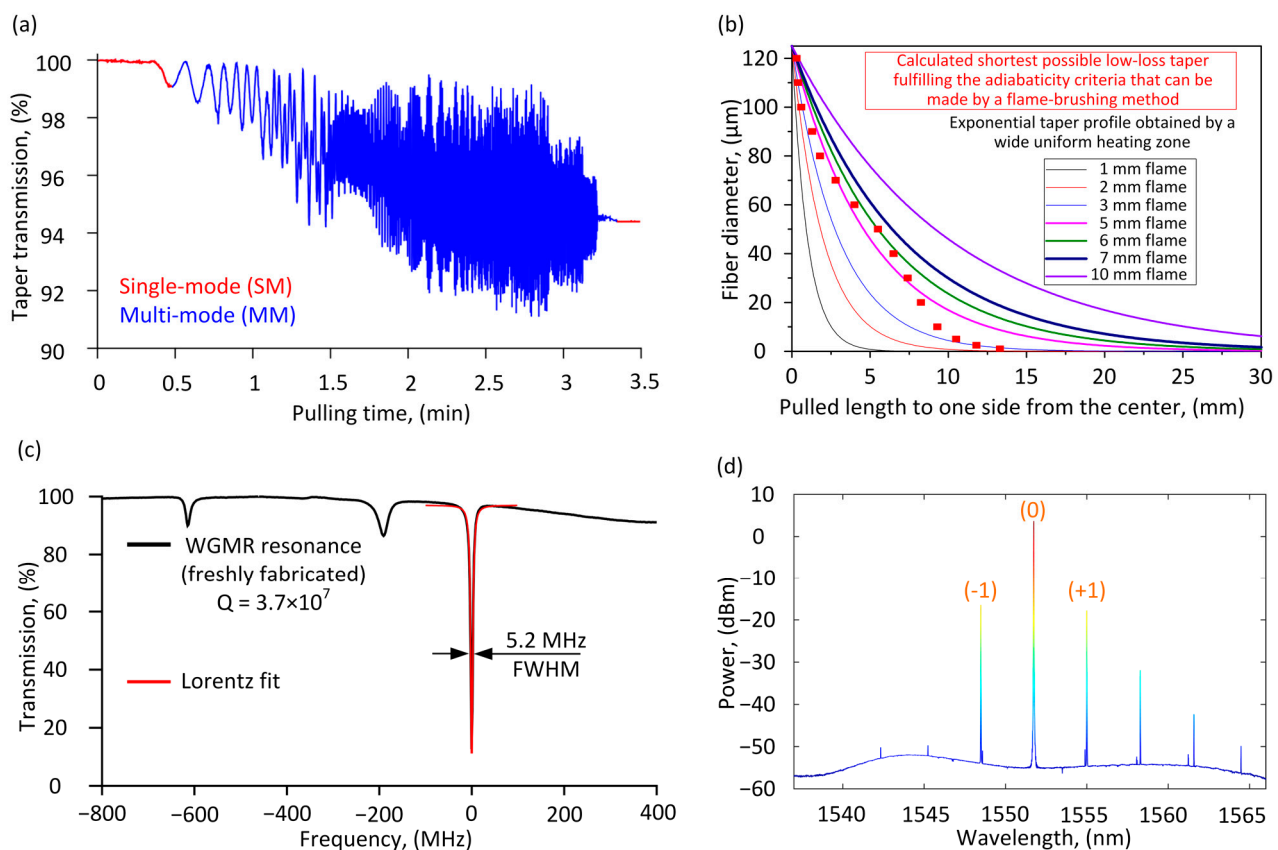 (a)
100
98
96
94
92
90
Taper transmission, (%)
Single-mode (SM)
Multi-mode (MM)
0
0.5
1
1.5
2
2.5
3
3.5
Pulling time, (min)
(b)
120
100
80
60
40
20
0
Fiber diameter, (μm)
Calculated shortest possible low-loss taper
fulfilling the adiabaticity criteria that can be
made by a flame-brushing method
Exponential taper profile obtained by a
wide uniform heating zone
1 mm flame
2 mm flame
3 mm flame
5 mm flame
6 mm flame
7 mm flame
10 mm flame
0
5
10
15
20
25
30
Pulled length to one side from the center, (mm)
(c)
100
80
60
40
20
0
Transmission, (%)
WGMR resonance
(freshly fabricated)
Q = 3.7×10⁷
Lorentz fit
5.2 MHz
FWHM
−800
−600
−400
−200
0
200
400
Frequency, (MHz)
(d)
10
0
−10
−20
−30
−40
−50
−60
Power, (dBm)
(0)
(-1)
(+1)
1540
1545
1550
1555
1560
1565
Wavelength, (nm)